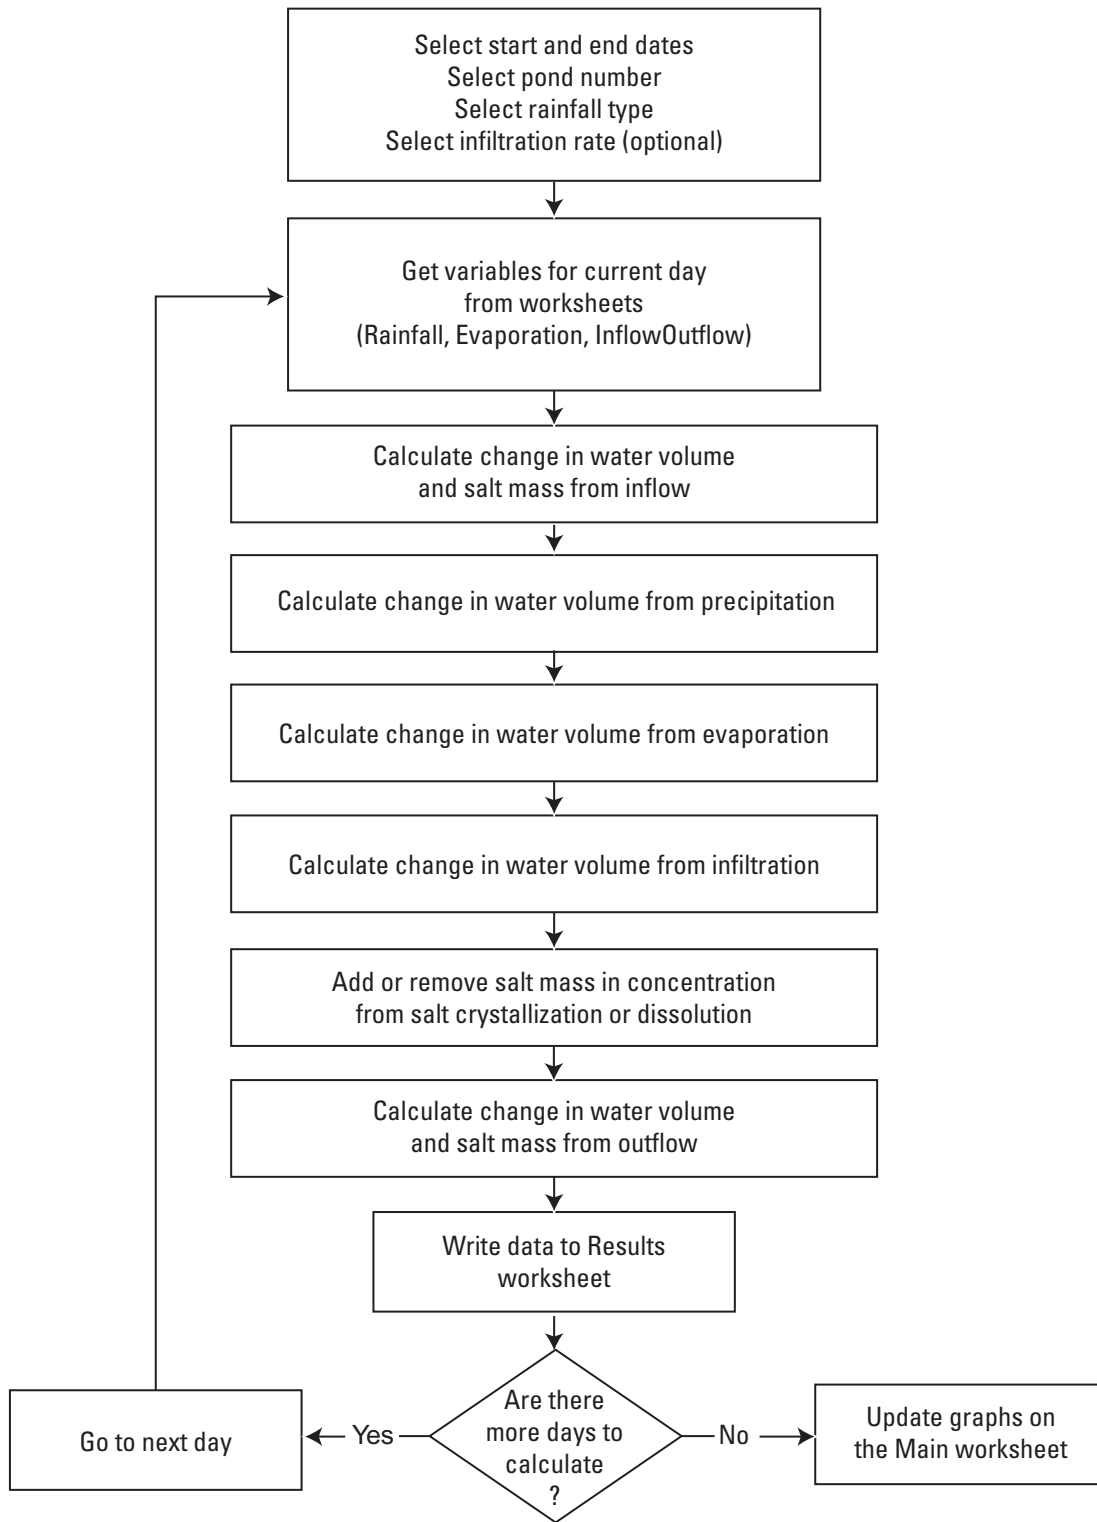 Select start and end dates
Select pond number
Select rainfall type
Select infiltration rate (optional)
Get variables for current day
from worksheets
(Rainfall, Evaporation, InflowOutflow)
Calculate change in water volume
and salt mass from inflow
Calculate change in water volume from precipitation
Calculate change in water volume from evaporation
Calculate change in water volume from infiltration
Add or remove salt mass in concentration
from salt crystallization or dissolution
Calculate change in water volume
and salt mass from outflow
Write data to Results
worksheet
Are there
more days to
calculate
?
Yes
Go to next day
No
Update graphs on
the Main worksheet